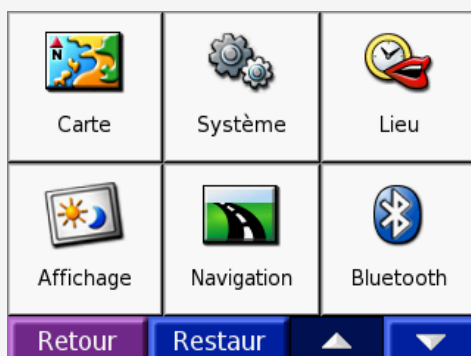 N
Carte
Système
Lieu
Affichage
Navigation
Bluetooth
Retour
Restaur